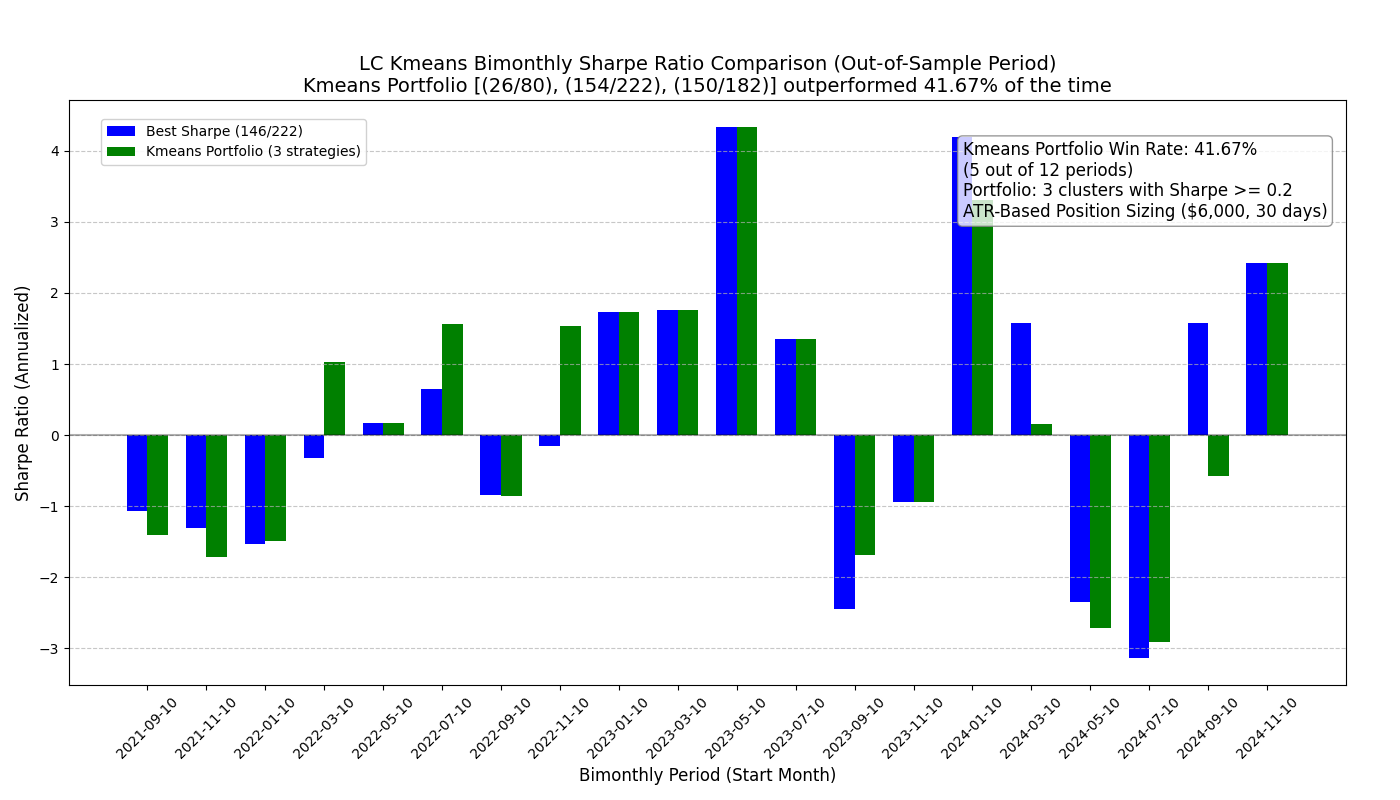 LC Kmeans Bimonthly Sharpe Ratio Comparison (Out-of-Sample Period)
Kmeans Portfolio [(26/80), (154/222), (150/182)] outperformed 41.67% of the time
Best Sharpe (146/222)
Kmeans Portfolio (3 strategies)
Kmeans Portfolio Win Rate: 41.67%
(5 out of 12 periods)
Portfolio: 3 clusters with Sharpe >= 0.2
ATR-Based Position Sizing ($6,000, 30 days)
Sharpe Ratio (Annualized)
4
3
2
1
0
−1
−2
−3
2021-09-10
2021-11-10
2022-01-10
2022-03-10
2022-05-10
2022-07-10
2022-09-10
2022-11-10
2023-01-10
2023-03-10
2023-05-10
2023-07-10
2023-09-10
2023-11-10
2024-01-10
2024-03-10
2024-05-10
2024-07-10
2024-09-10
2024-11-10
Bimonthly Period (Start Month)